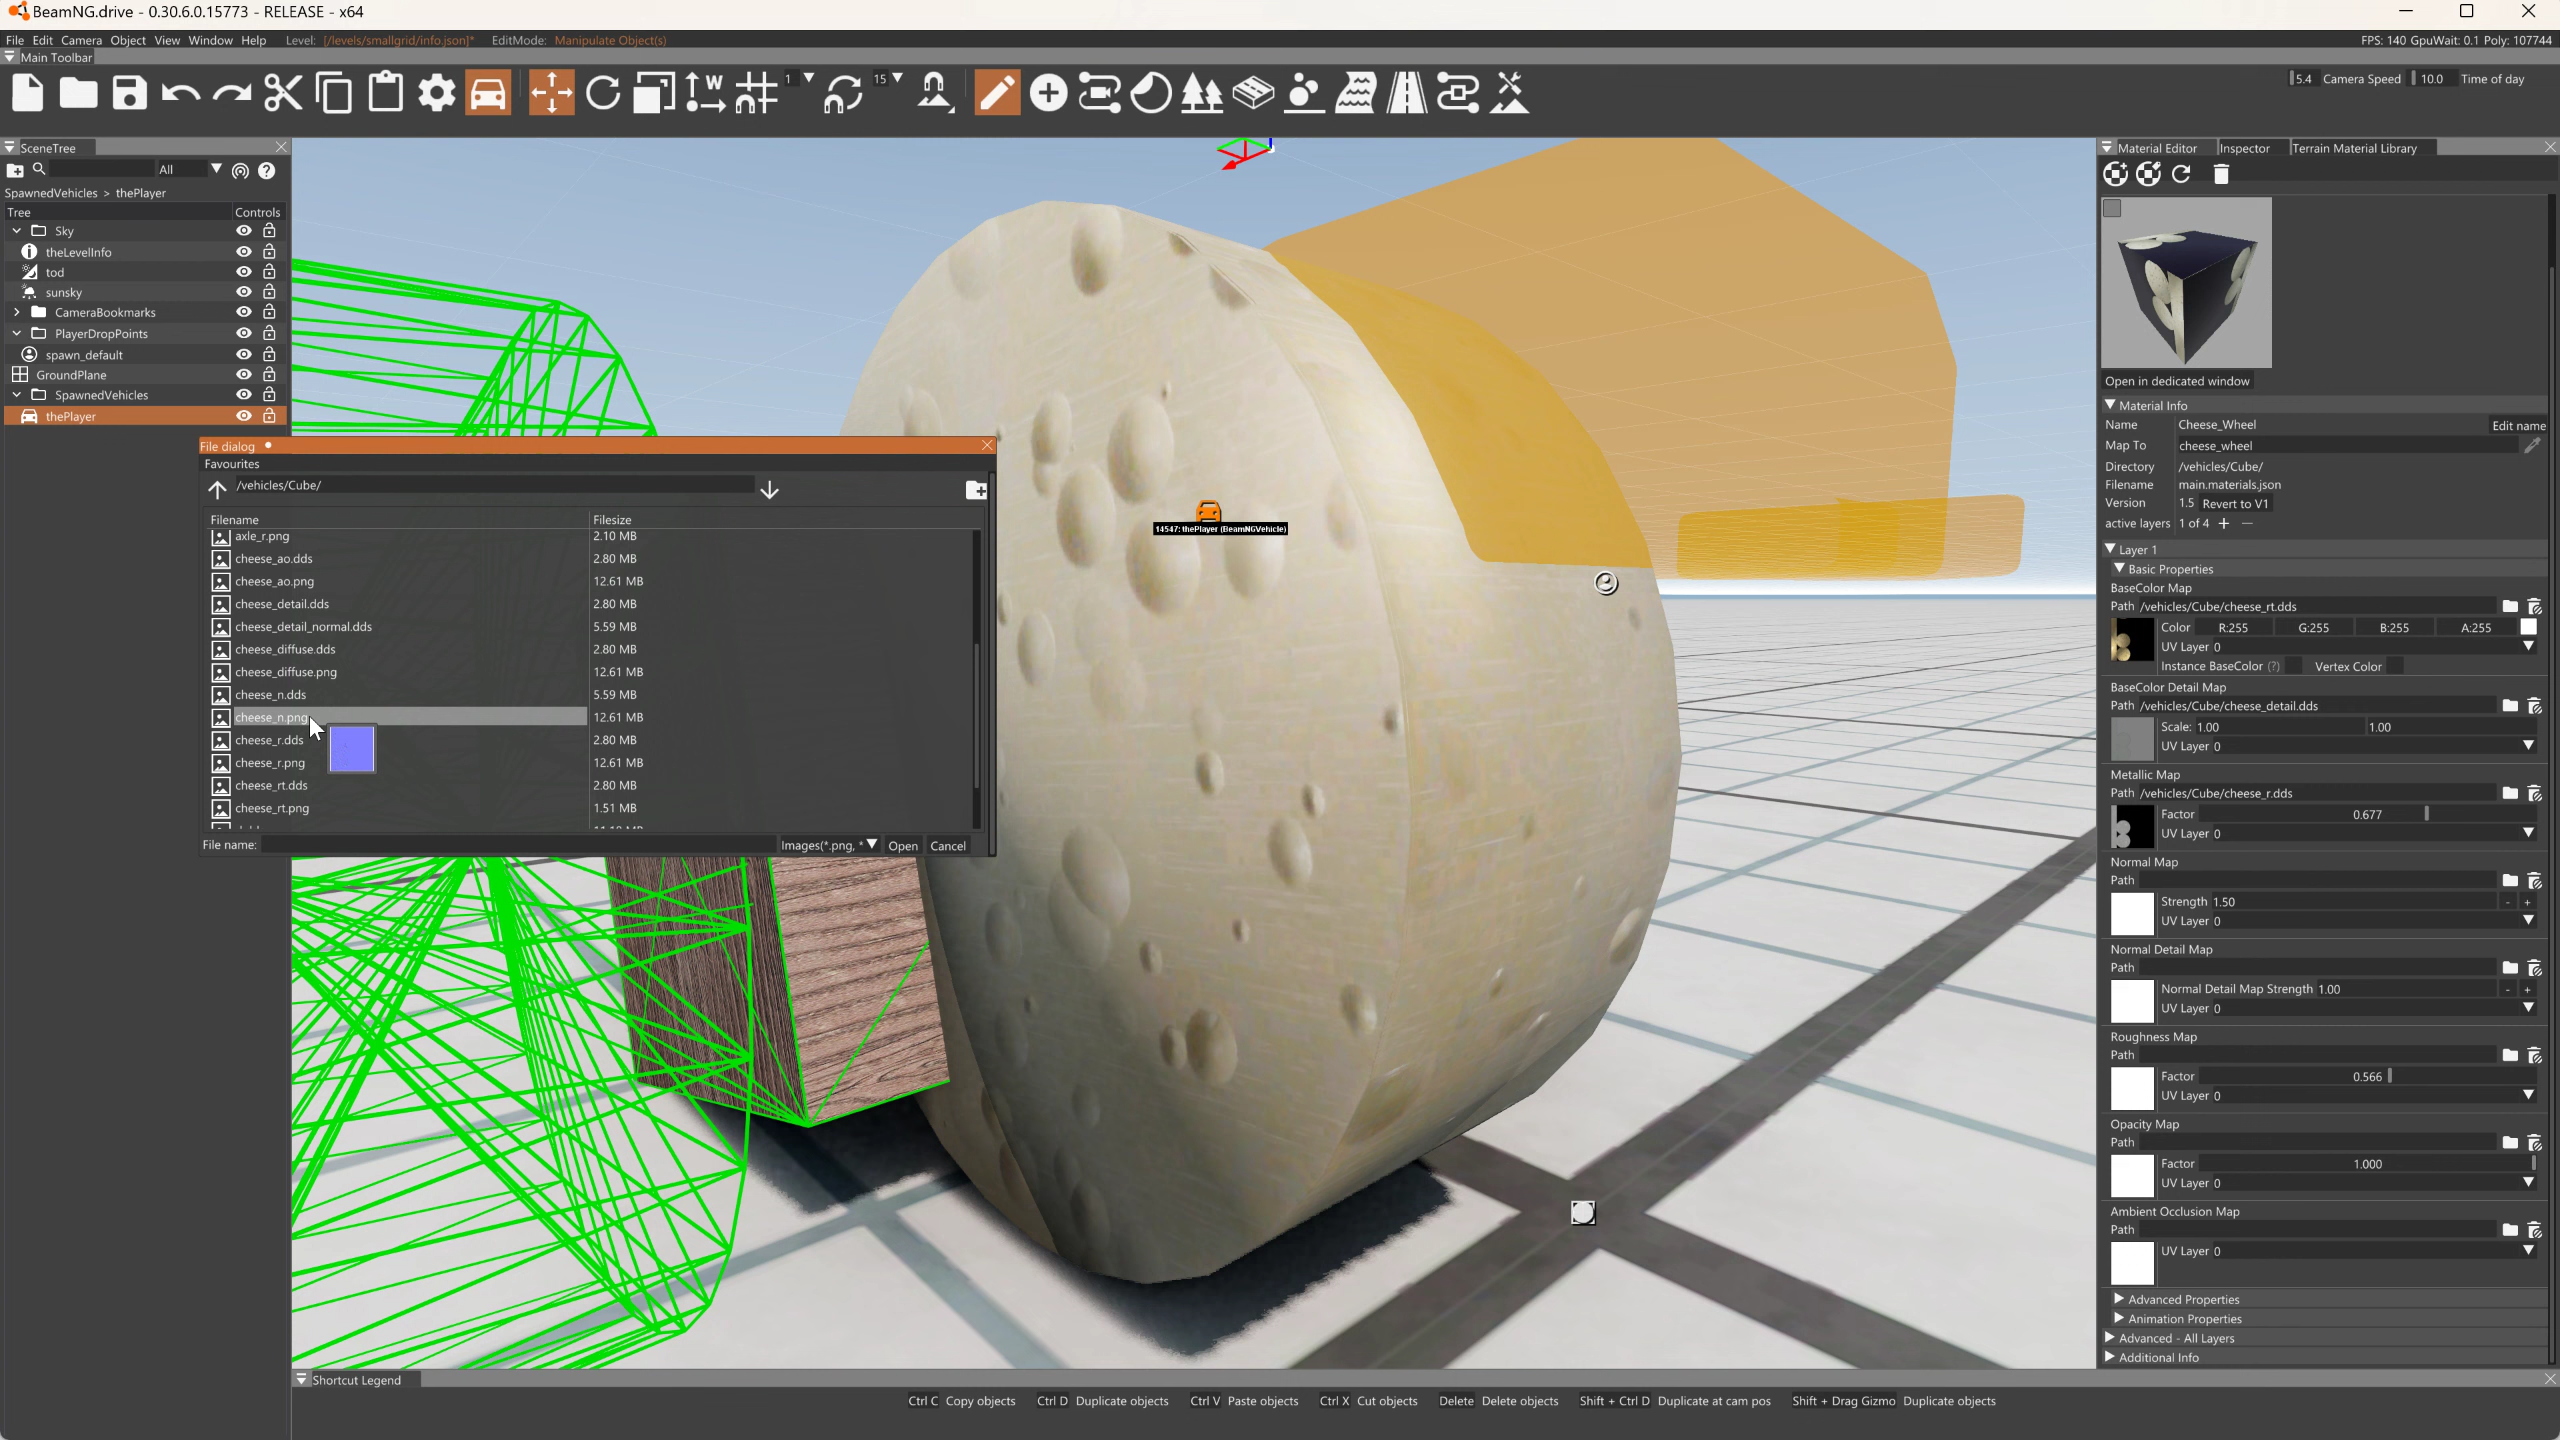 BeamNG.drive - 0.30.6.0.15773 - RELEASE - x64
File Edit Camera Object View Window Help Level: [/levels/smallgrid/info.json]* EditMode: Manipulate Object(s) FPS: 140 GpuWait: 0.1 Poly: 107744
Main Toolbar
W 1 15 5.4 Camera Speed 10.0 Time of day
SceneTree
All
SpawnedVehicles > thePlayer
Tree Controls
Sky
theLevelInfo
tod
sunsky
CameraBookmarks
PlayerDropPoints
spawn_default
GroundPlane
SpawnedVehicles
thePlayer
File dialog
Favourites
/vehicles/Cube/
Filename Filesize
axle_r.png 2.10 MB
cheese_ao.dds 2.80 MB
cheese_ao.png 12.61 MB
cheese_detail.dds 2.80 MB
cheese_detail_normal.dds 5.59 MB
cheese_diffuse.dds 2.80 MB
cheese_diffuse.png 12.61 MB
cheese_n.dds 5.59 MB
cheese_n.png 12.61 MB
cheese_r.dds 2.80 MB
cheese_r.png 12.61 MB
cheese_rt.dds 2.80 MB
cheese_rt.png 1.51 MB
File name: Images(*.png, * Open Cancel
14547: thePlayer (BeamNGVehicle)
Material Editor Inspector Terrain Material Library
Open in dedicated window
Material Info
Name Cheese_Wheel Edit name
Map To cheese_wheel
Directory /vehicles/Cube/
Filename main.materials.json
Version 1.5 Revert to V1
active layers 1 of 4 + −
Layer 1
Basic Properties
BaseColor Map
Path /vehicles/Cube/cheese_rt.dds
Color R:255 G:255 B:255 A:255
UV Layer 0
Instance BaseColor (?) Vertex Color
BaseColor Detail Map
Path /vehicles/Cube/cheese_detail.dds
Scale: 1.00 1.00
UV Layer 0
Metallic Map
Path /vehicles/Cube/cheese_r.dds
Factor 0.677
UV Layer 0
Normal Map
Path
Strength 1.50 - +
UV Layer 0
Normal Detail Map
Path
Normal Detail Map Strength 1.00 - +
UV Layer 0
Roughness Map
Path
Factor 0.566
UV Layer 0
Opacity Map
Path
Factor 1.000
UV Layer 0
Ambient Occlusion Map
Path
UV Layer 0
Advanced Properties
Animation Properties
Advanced - All Layers
Additional Info
Shortcut Legend
Ctrl C Copy objects Ctrl D Duplicate objects Ctrl V Paste objects Ctrl X Cut objects Delete Delete objects Shift + Ctrl D Duplicate at cam pos Shift + Drag Gizmo Duplicate objects